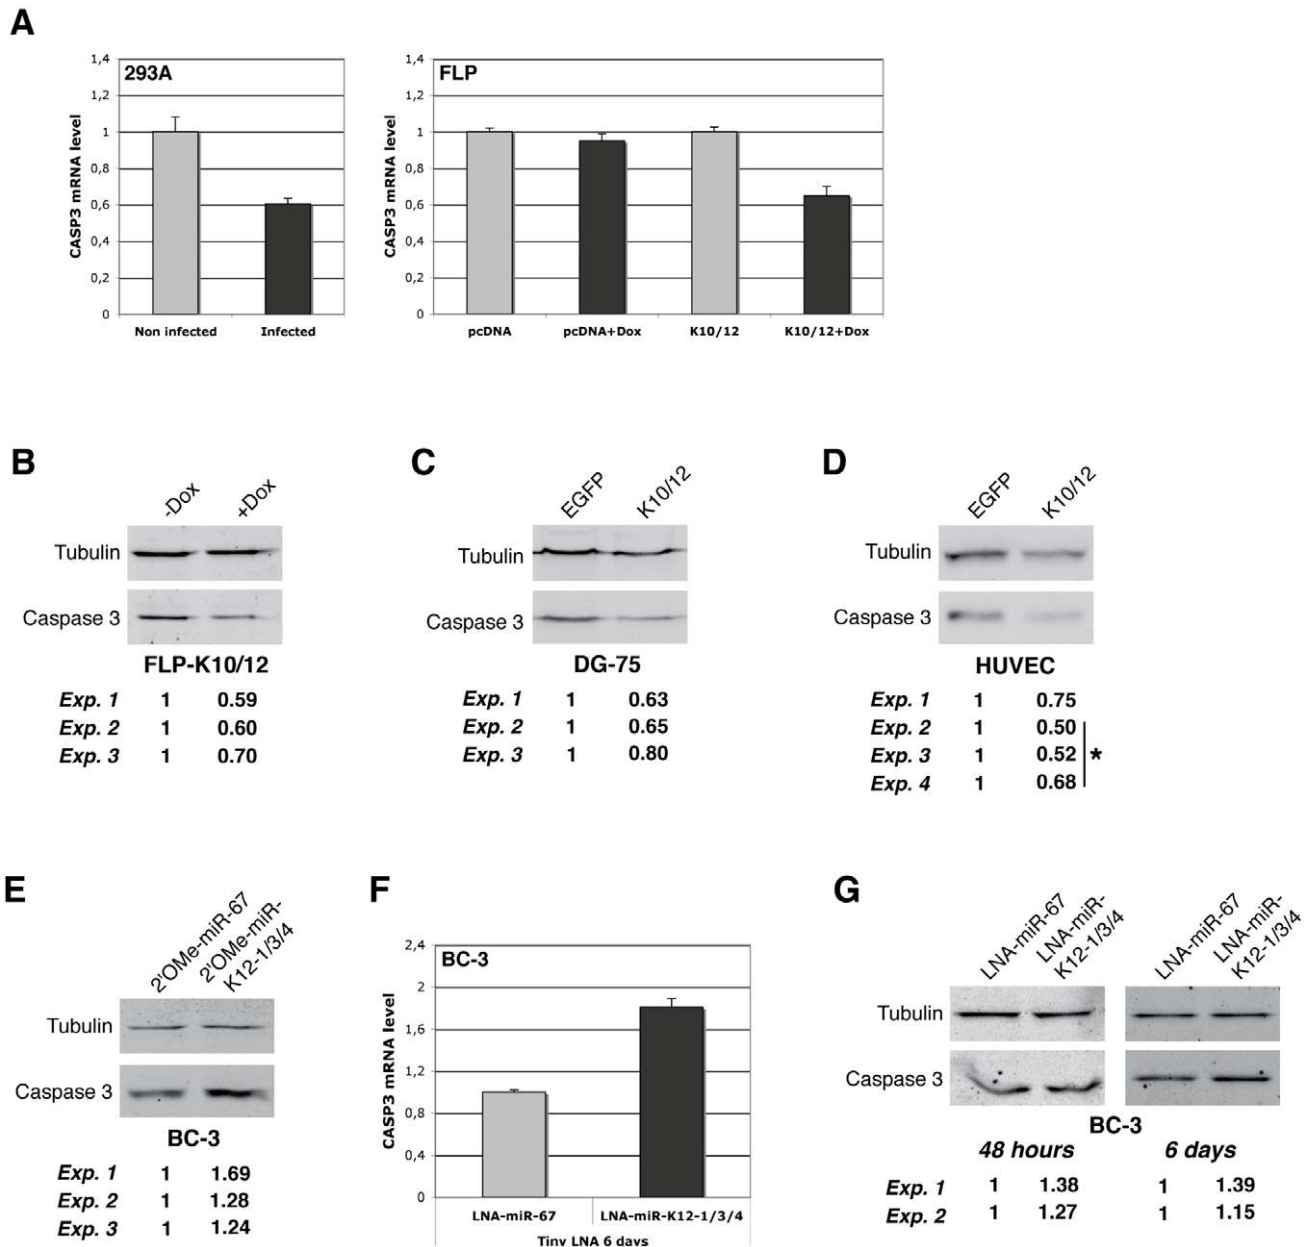 A
293A
CASP3 mRNA level
1,4
1,2
1
0,8
0,6
0,4
0,2
0
Non infected Infected
FLP
CASP3 mRNA level
1,4
1,2
1
0,8
0,6
0,4
0,2
0
pcDNA pcDNA+Dox K10/12 K10/12+Dox
B
-Dox +Dox
Tubulin
Caspase 3
FLP-K10/12
Exp. 1 1 0.59
Exp. 2 1 0.60
Exp. 3 1 0.70
C
EGFP K10/12
Tubulin
Caspase 3
DG-75
Exp. 1 1 0.63
Exp. 2 1 0.65
Exp. 3 1 0.80
D
EGFP K10/12
Tubulin
Caspase 3
HUVEC
Exp. 1 1 0.75
Exp. 2 1 0.50
Exp. 3 1 0.52 *
Exp. 4 1 0.68
E
2'OMe-miR-67
2'OMe-miR-
K12-1/3/4
Tubulin
Caspase 3
BC-3
Exp. 1 1 1.69
Exp. 2 1 1.28
Exp. 3 1 1.24
F
BC-3
CASP3 mRNA level
2,4
2
1,6
1,2
0,8
0,4
0
LNA-miR-67 LNA-miR-K12-1/3/4
Tiny LNA 6 days
G
LNA-miR-67
LNA-miR-
K12-1/3/4
LNA-miR-67
LNA-miR-
K12-1/3/4
Tubulin
Caspase 3
BC-3
48 hours 6 days
Exp. 1 1 1.38 1 1.39
Exp. 2 1 1.27 1 1.15